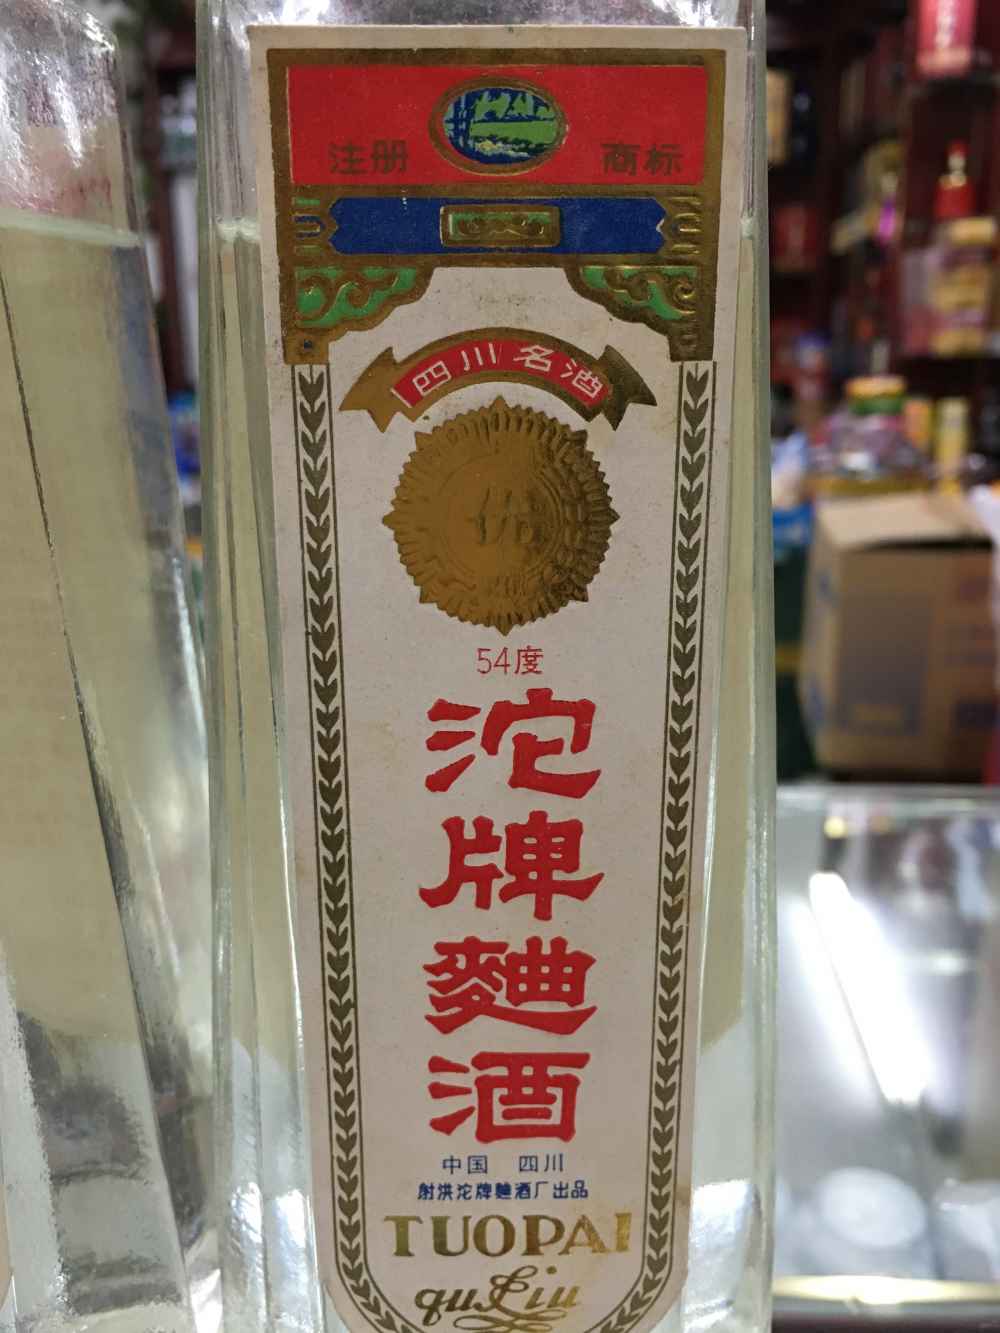 注册 商标
四川名酒
优
54度
沱牌麯酒
中国 四川
射洪沱牌麯酒厂出品
TUOPAI
quLiu